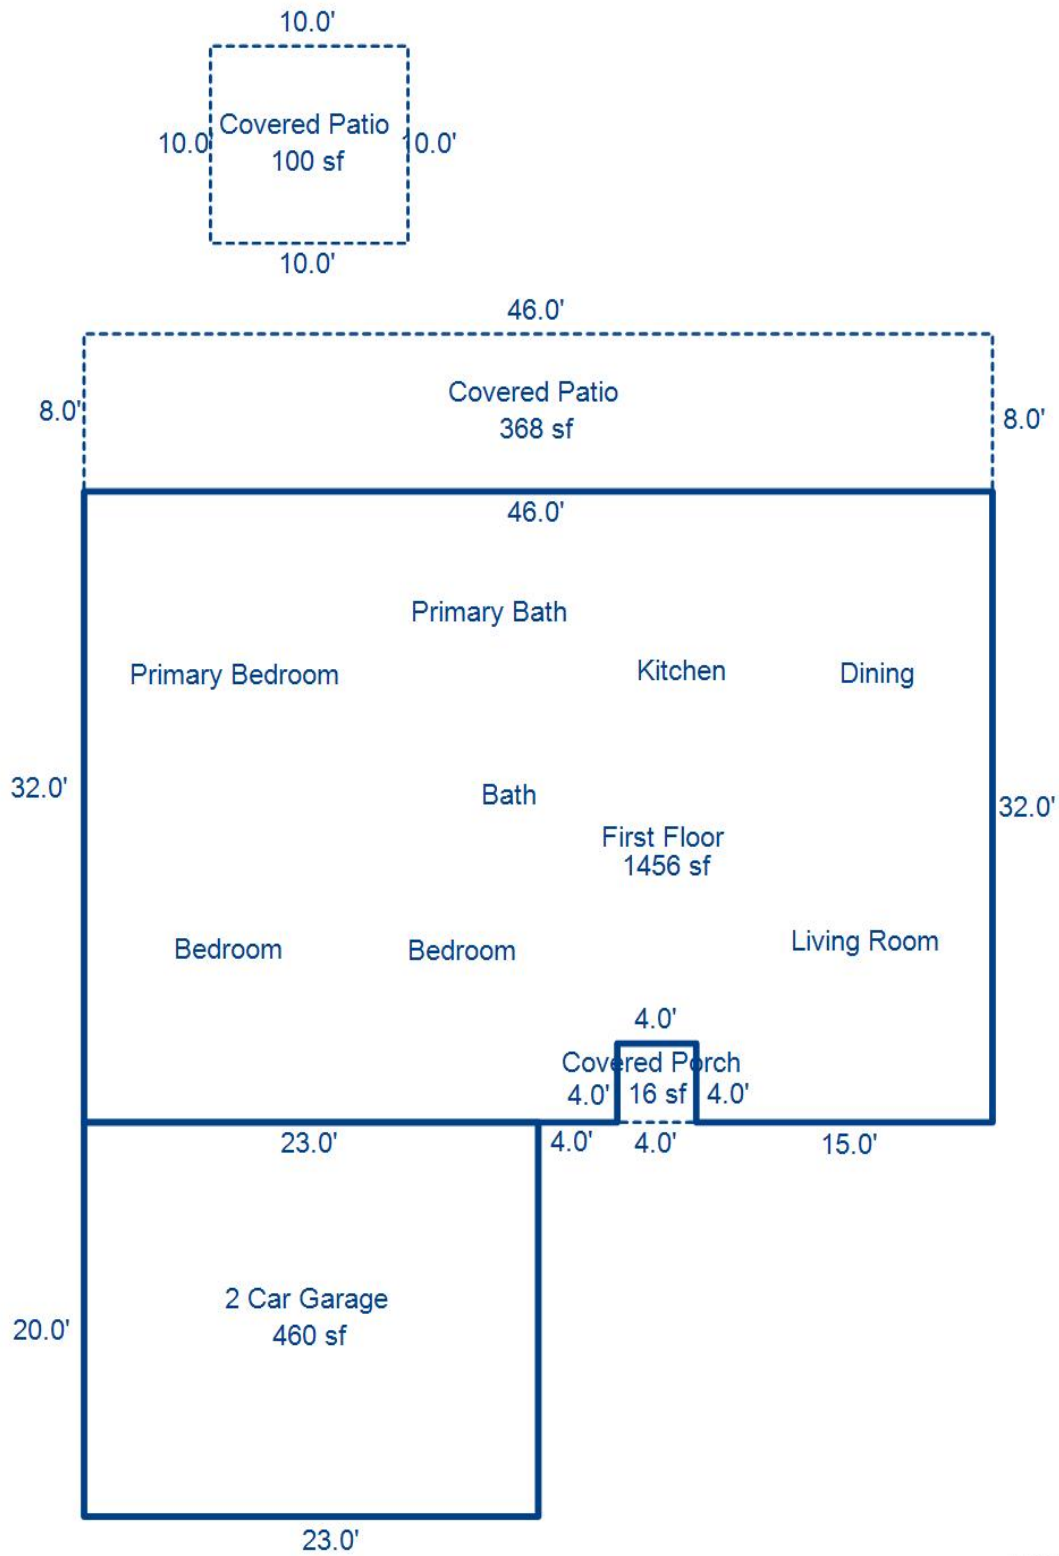 10.0'
Covered Patio
10.0' 10.0'
100 sf
10.0'
46.0'
Covered Patio
8.0' 8.0'
368 sf
46.0'
Primary Bath
Primary Bedroom Kitchen Dining
32.0' 32.0'
Bath
First Floor
1456 sf
Bedroom Bedroom Living Room
4.0'
Covered Porch
4.0' 16 sf 4.0'
23.0' 4.0' 4.0' 15.0'
2 Car Garage
20.0' 460 sf
23.0'